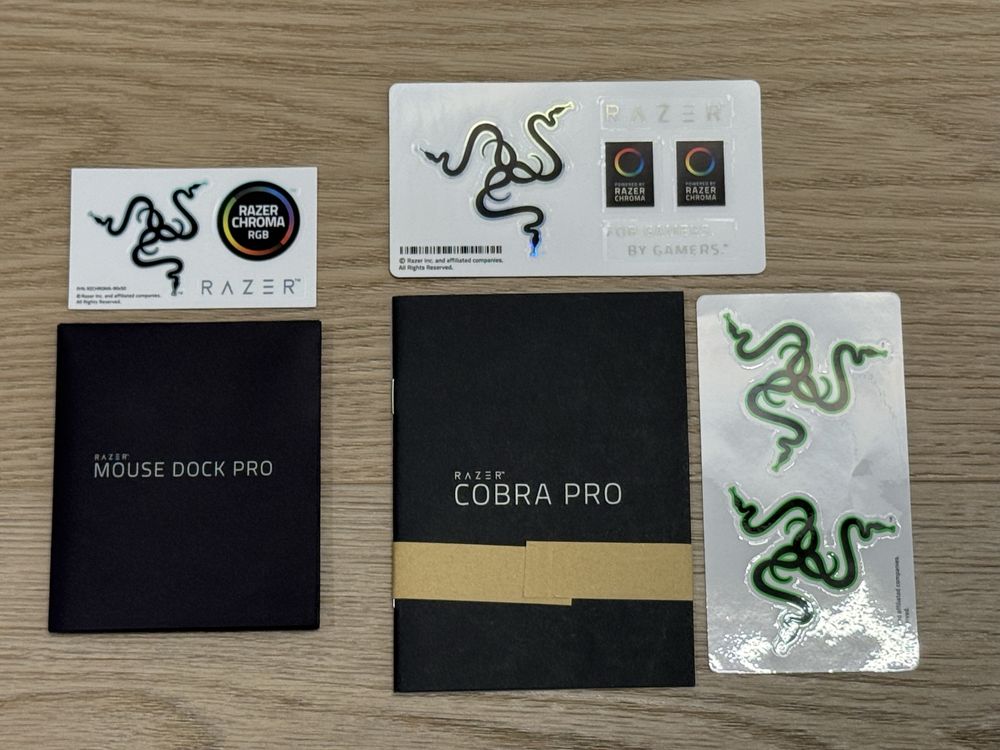 RAZER
CHROMA
RGB
RAZER™
© Razer Inc. and affiliated companies.
All Rights Reserved.
RAZER
POWERED BY
RAZER
CHROMA
POWERED BY
RAZER
CHROMA
FOR GAMERS.
BY GAMERS.™
© Razer Inc. and affiliated companies.
All Rights Reserved.
RAZER™
MOUSE DOCK PRO
RAZER™
COBRA PRO
affiliated companies.